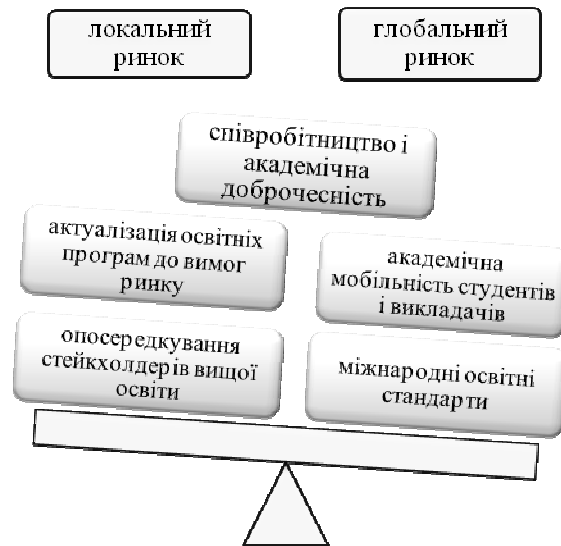 локальний
ринок
глобальний
ринок
співробітництво і
академічна
доброчесність
актуалізація освітніх
програм до вимог
ринку
академічна
мобільність студентів
і викладачів
опосередкування
стейкхолдерів вищої
освіти
міжнародні освітні
стандарти